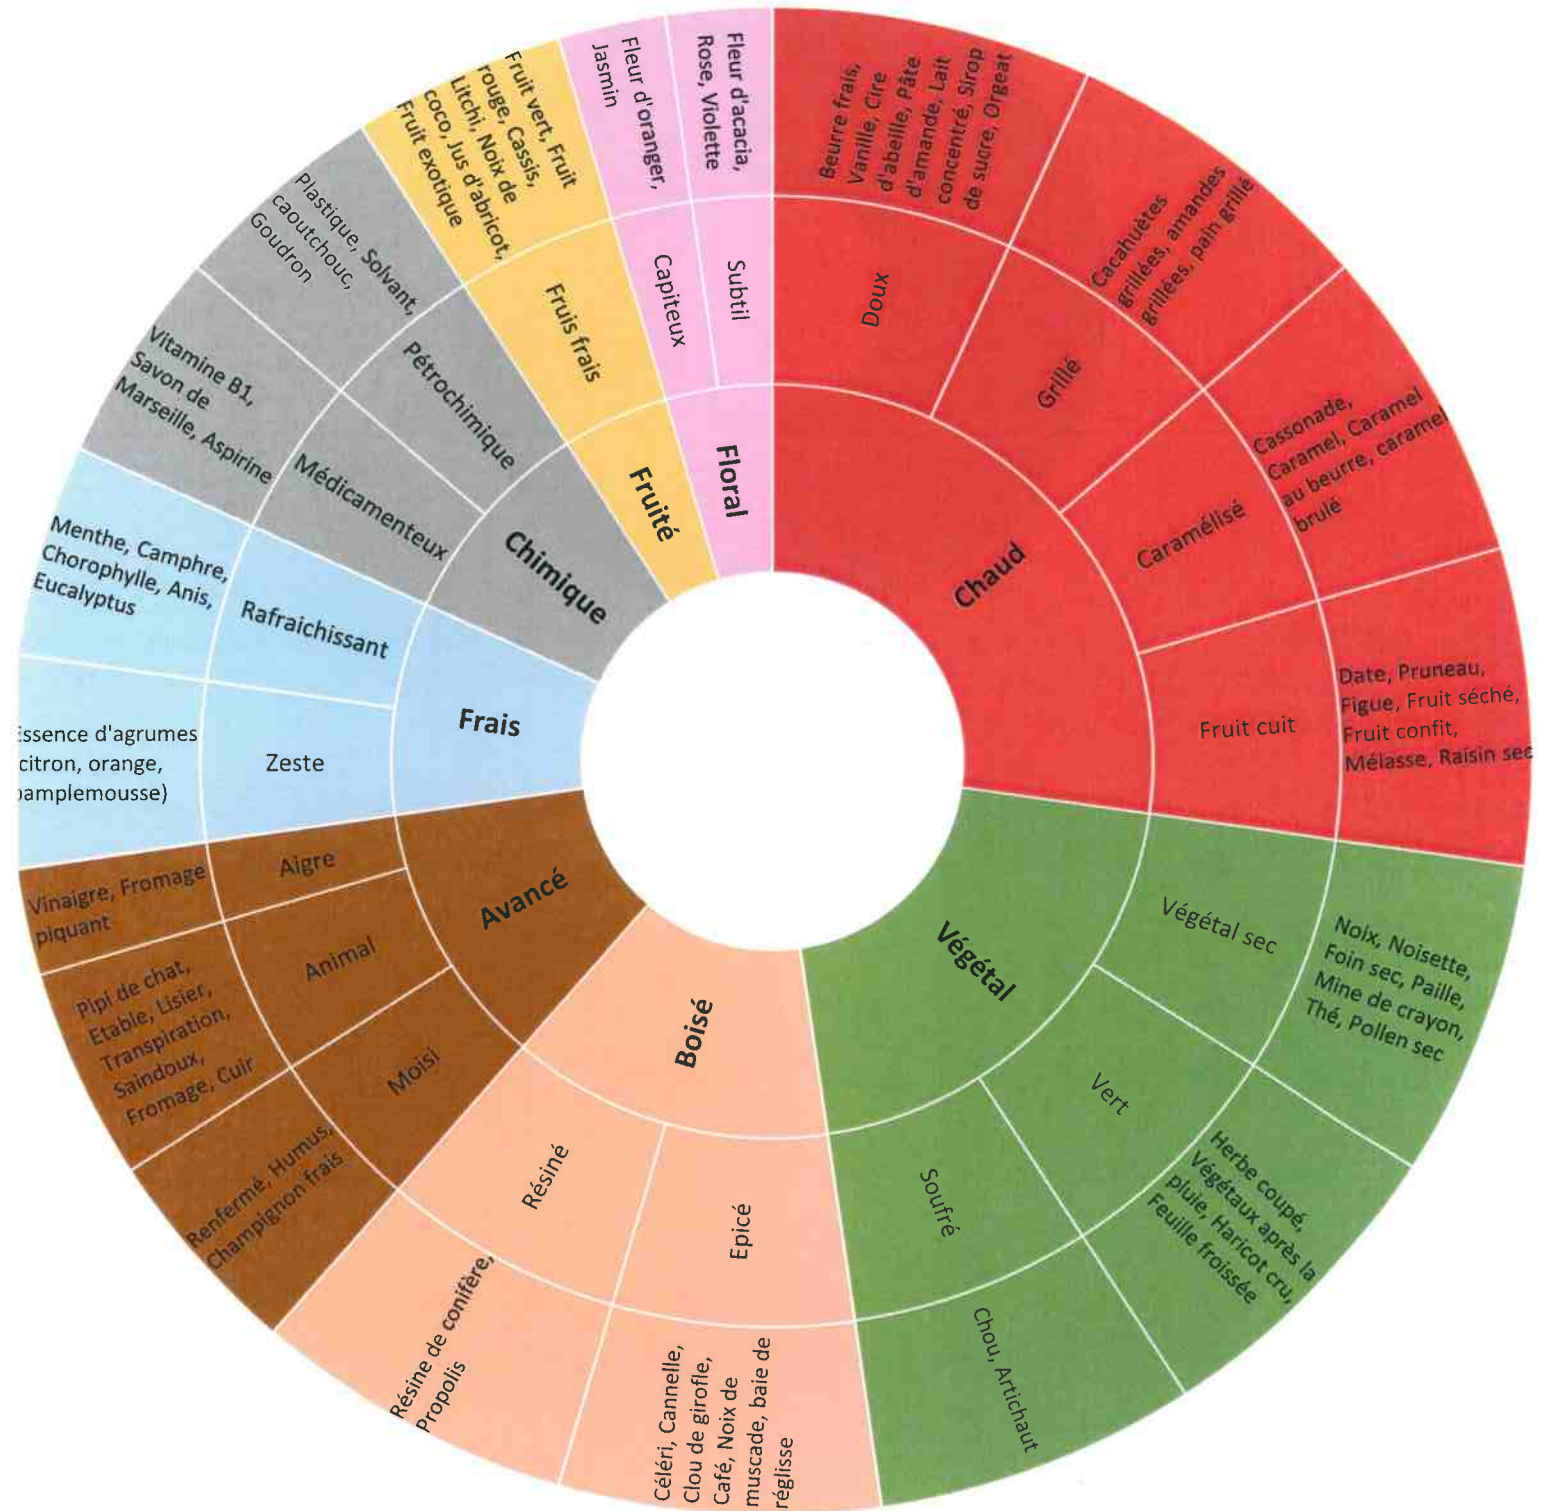 Chaud
Doux
Beurre frais,
Vanille, Cire
d'abeille, Pâte
d'amande, Lait
concentré, Sirop
de sucre, Orgeat
Grillé
Cacahuètes
grillées, amandes
grillées, pain grillé
Caramélisé
Cassonade,
Caramel, Caramel
au beurre, caramel
brulé
Fruit cuit
Date, Pruneau,
Figue, Fruit séché,
Fruit confit,
Mélasse, Raisin sec
Végétal
Végétal sec
Noix, Noisette,
Foin sec, Paille,
Mine de crayon,
Thé, Pollen sec
Vert
Herbe coupé,
Végétaux après la
pluie, Haricot cru,
Feuille froissée
Soufré
Chou, Artichaut
Boisé
Epicé
Céléri, Cannelle,
Clou de girofle,
Café, Noix de
muscade, baie de
réglisse
Résiné
Résine de conifère,
Propolis
Avancé
Moisi
Renfermé, Humus,
Champignon frais
Animal
Pipi de chat,
Etable, Lisier,
Transpiration,
Saindoux,
Fromage, Cuir
Aigre
Vinaigre, Fromage
piquant
Frais
Zeste
Essence d'agrumes
citron, orange,
pamplemousse)
Rafraichissant
Menthe, Camphre,
Chorophylle, Anis,
Eucalyptus
Chimique
Médicamenteux
Vitamine B1,
Savon de
Marseille, Aspirine
Pétrochimique
Plastique, Solvant,
caoutchouc,
Goudron
Fruité
Fruis frais
Fruit vert, Fruit
rouge, Cassis,
Litchi, Noix de
coco, Jus d'abricot,
Fruit exotique
Floral
Capiteux
Fleur d'oranger,
Jasmin
Subtil
Fleur d'acacia,
Rose, Violette